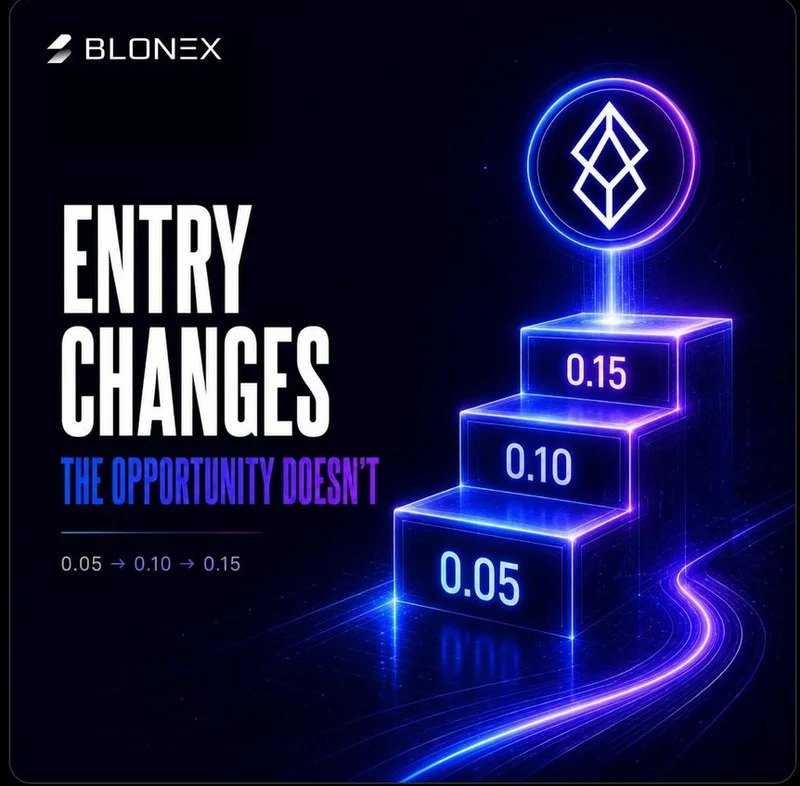 BLONEX
ENTRY
CHANGES
THE OPPORTUNITY DOESN'T
0.05 → 0.10 → 0.15
0.15
0.10
0.05